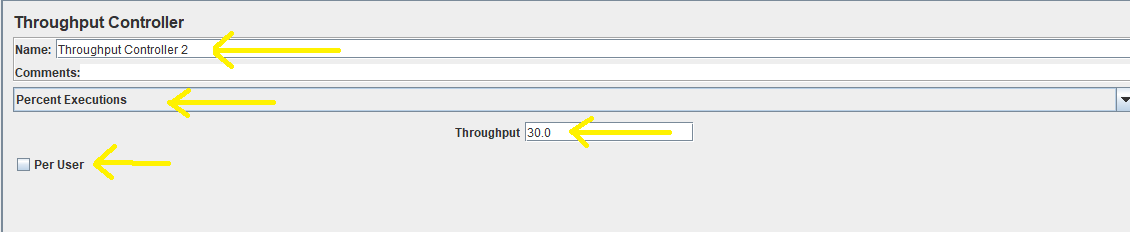 Throughput Controller
Name: Throughput Controller 2
Comments:
Percent Executions
Throughput 30.0
Per User